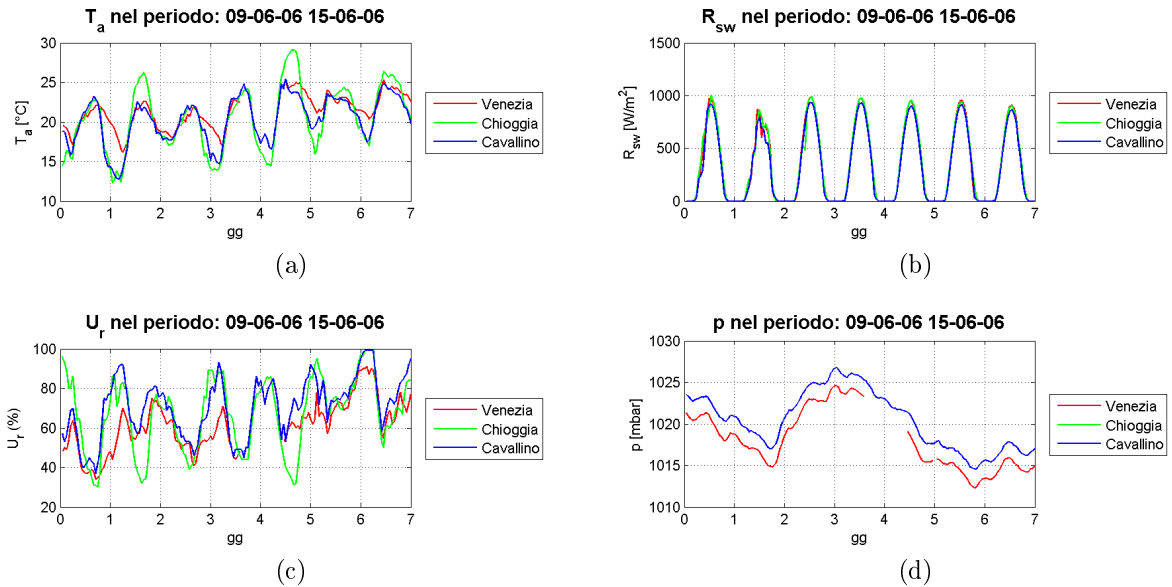 T_a nel periodo: 09-06-06 15-06-06
T_a [°C]
30
25
20
15
10
0 1 2 3 4 5 6 7
gg
Venezia
Chioggia
Cavallino
(a)
R_sw nel periodo: 09-06-06 15-06-06
R_sw [W/m²]
1500
1000
500
0
0 1 2 3 4 5 6 7
gg
Venezia
Chioggia
Cavallino
(b)
U_r nel periodo: 09-06-06 15-06-06
U_r (%)
100
80
60
40
20
0 1 2 3 4 5 6 7
gg
Venezia
Chioggia
Cavallino
(c)
p nel periodo: 09-06-06 15-06-06
p [mbar]
1030
1025
1020
1015
1010
0 1 2 3 4 5 6 7
gg
Venezia
Chioggia
Cavallino
(d)